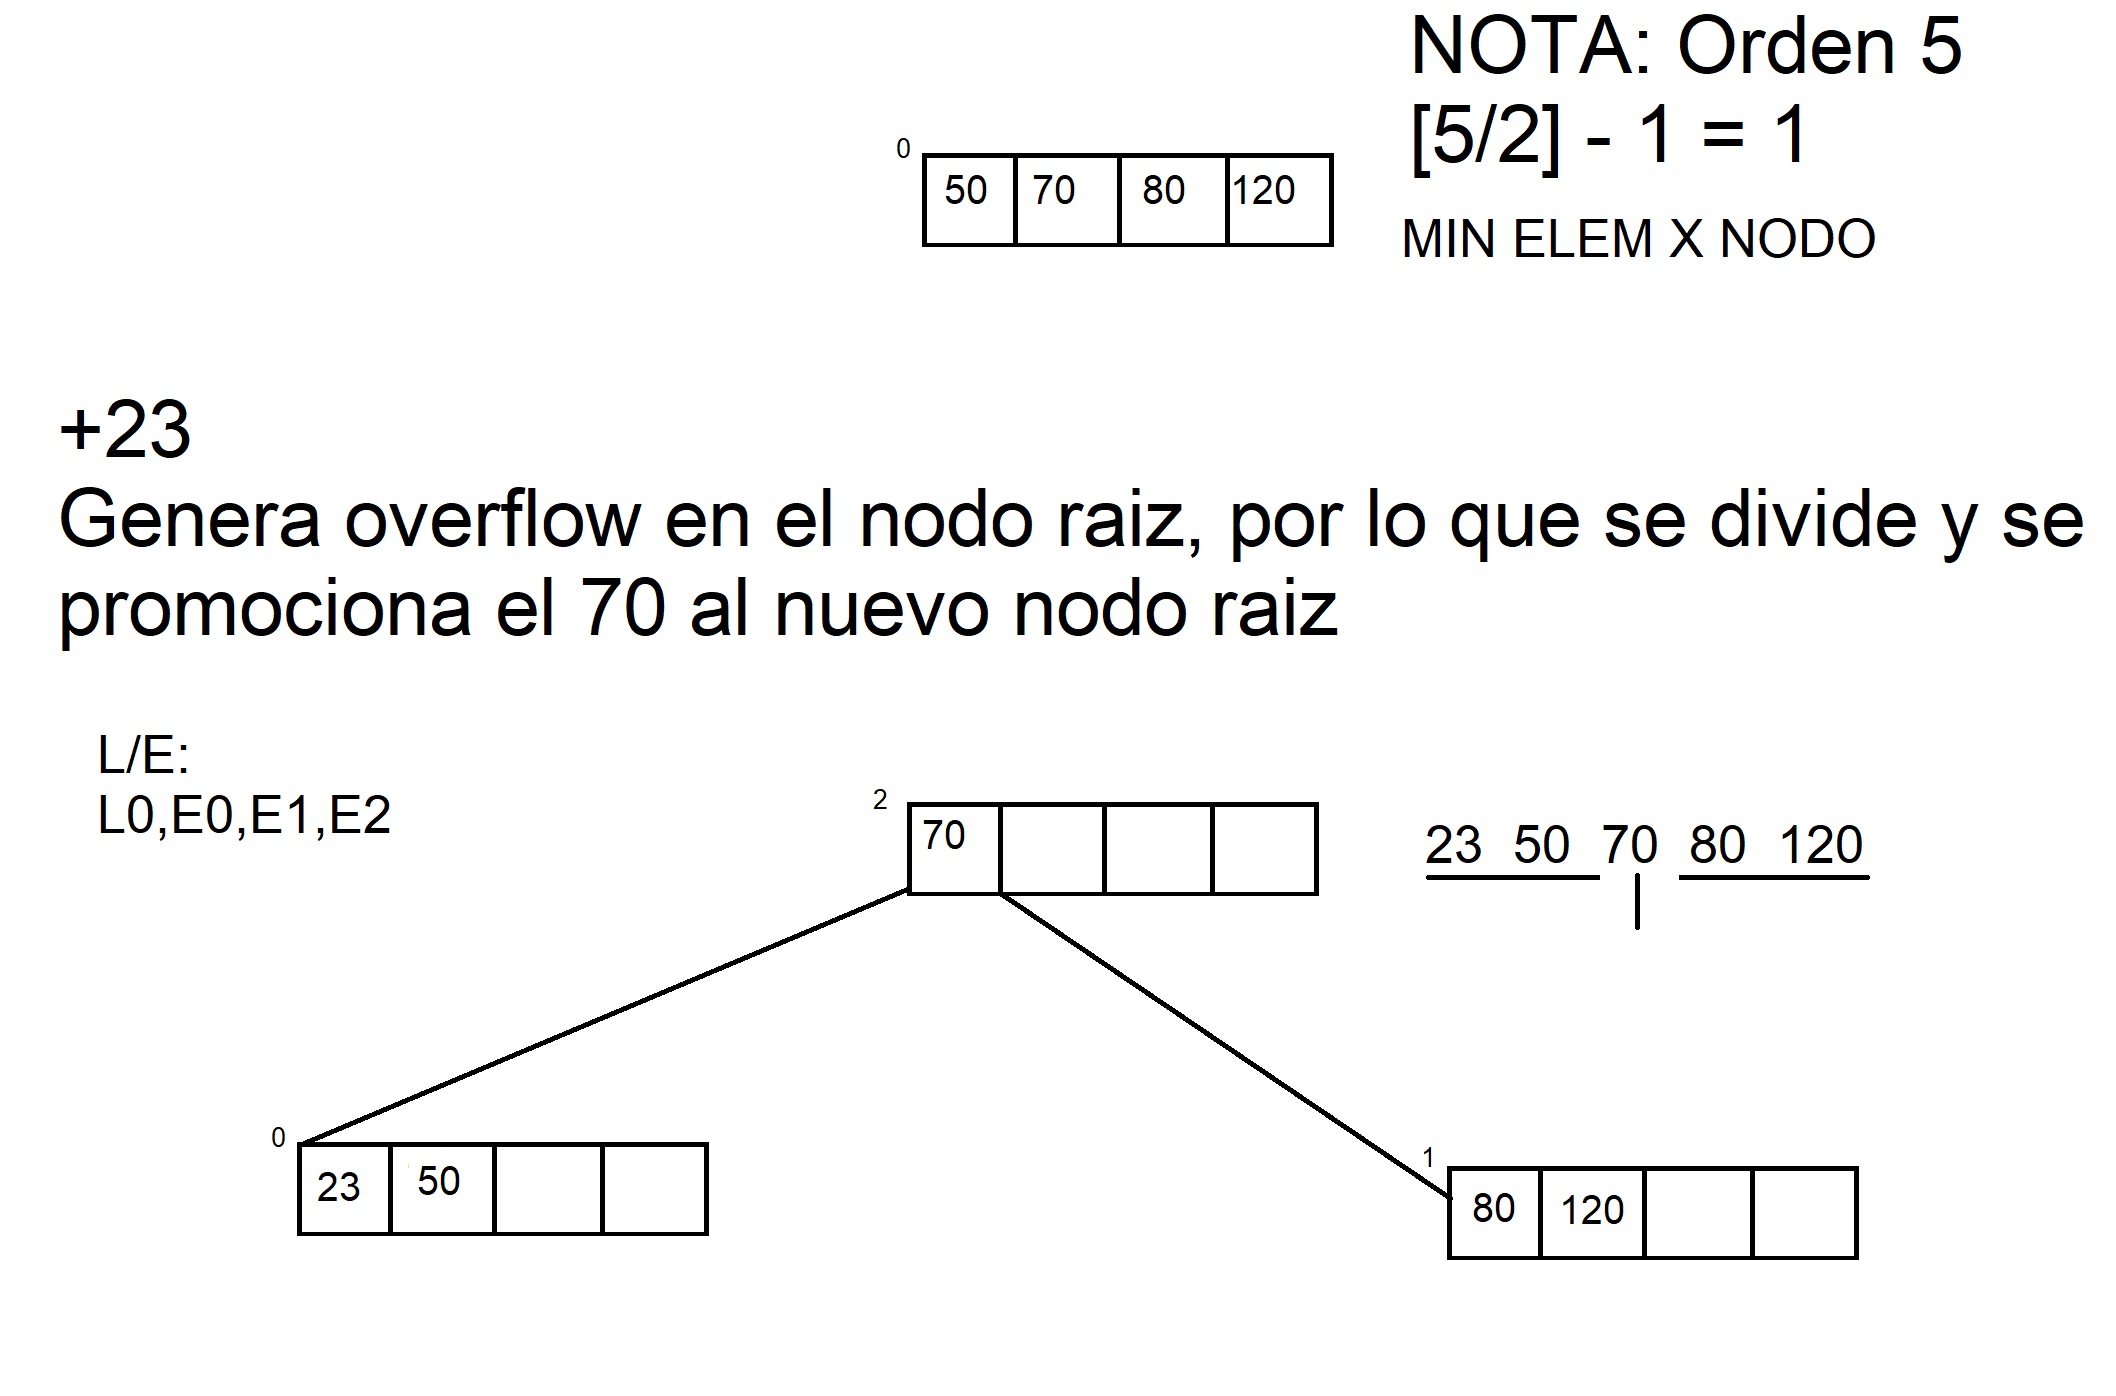 NOTA: Orden 5
[5/2] - 1 = 1
MIN ELEM X NODO
0
50 70 80 120
+23
Genera overflow en el nodo raiz, por lo que se divide y se
promociona el 70 al nuevo nodo raiz
L/E:
L0,E0,E1,E2
2
70
23 50 70 80 120
0
23 50
1
80 120